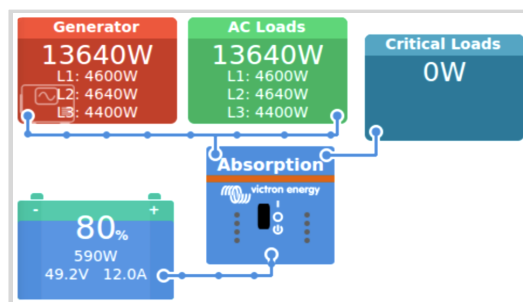 Generator
13640W
L1: 4600W
L2: 4640W
L3: 4400W
AC Loads
13640W
L1: 4600W
L2: 4640W
L3: 4400W
Critical Loads
0W
Absorption
victron energy
- +
80%
590W
49.2V 12.0A